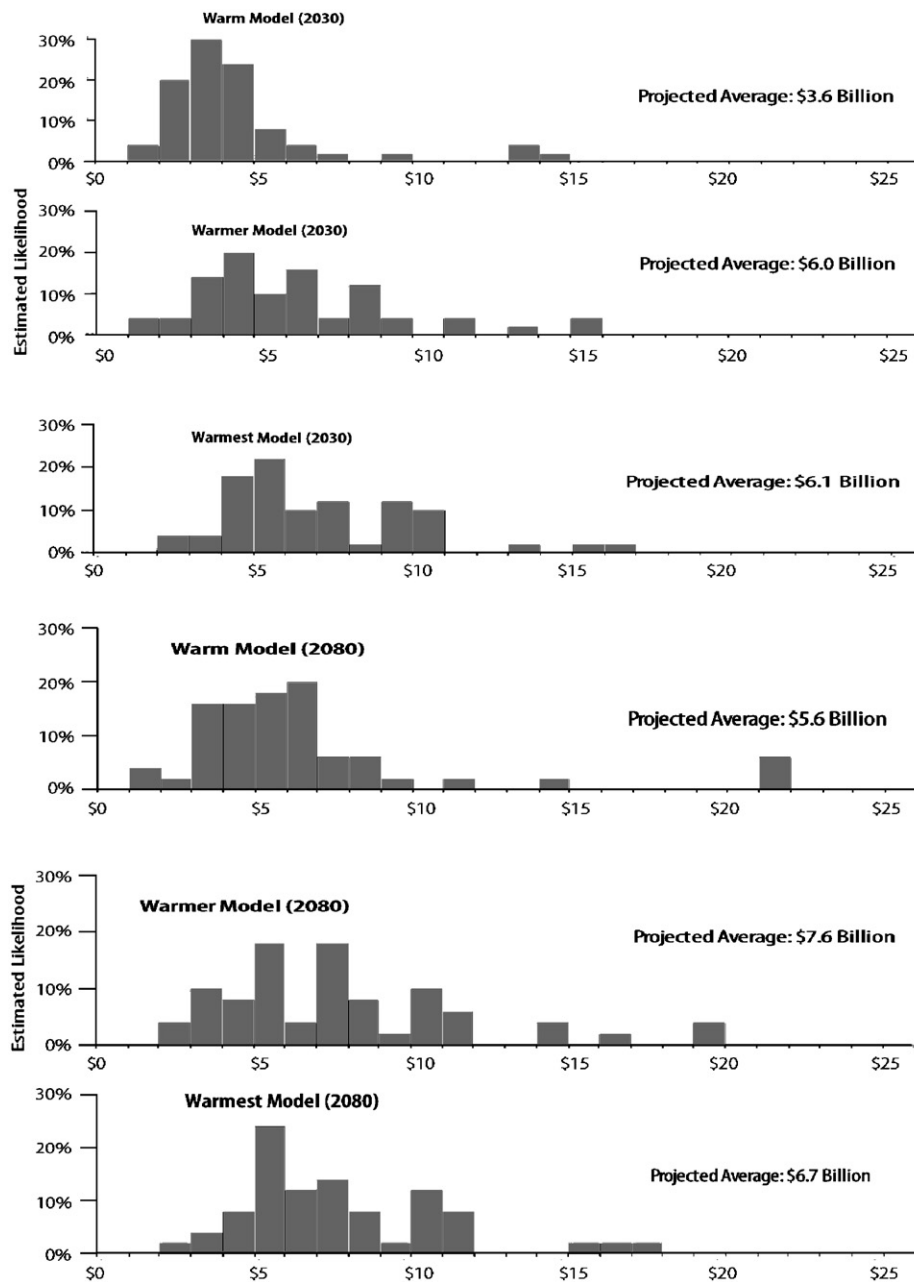 Warm Model (2030)
30%
20%
10%
0%
Projected Average: $3.6 Billion
$0 $5 $10 $15 $20 $25
Estimated Likelihood
Warmer Model (2030)
30%
20%
10%
0%
Projected Average: $6.0 Billion
$0 $5 $10 $15 $20 $25
Warmest Model (2030)
30%
20%
10%
0%
Projected Average: $6.1 Billion
$0 $5 $10 $15 $20 $25
Warm Model (2080)
30%
20%
10%
0%
Projected Average: $5.6 Billion
$0 $5 $10 $15 $20 $25
Estimated Likelihood
Warmer Model (2080)
30%
20%
10%
0%
Projected Average: $7.6 Billion
$0 $5 $10 $15 $20 $25
Warmest Model (2080)
30%
20%
10%
0%
Projected Average: $6.7 Billion
$0 $5 $10 $15 $20 $25